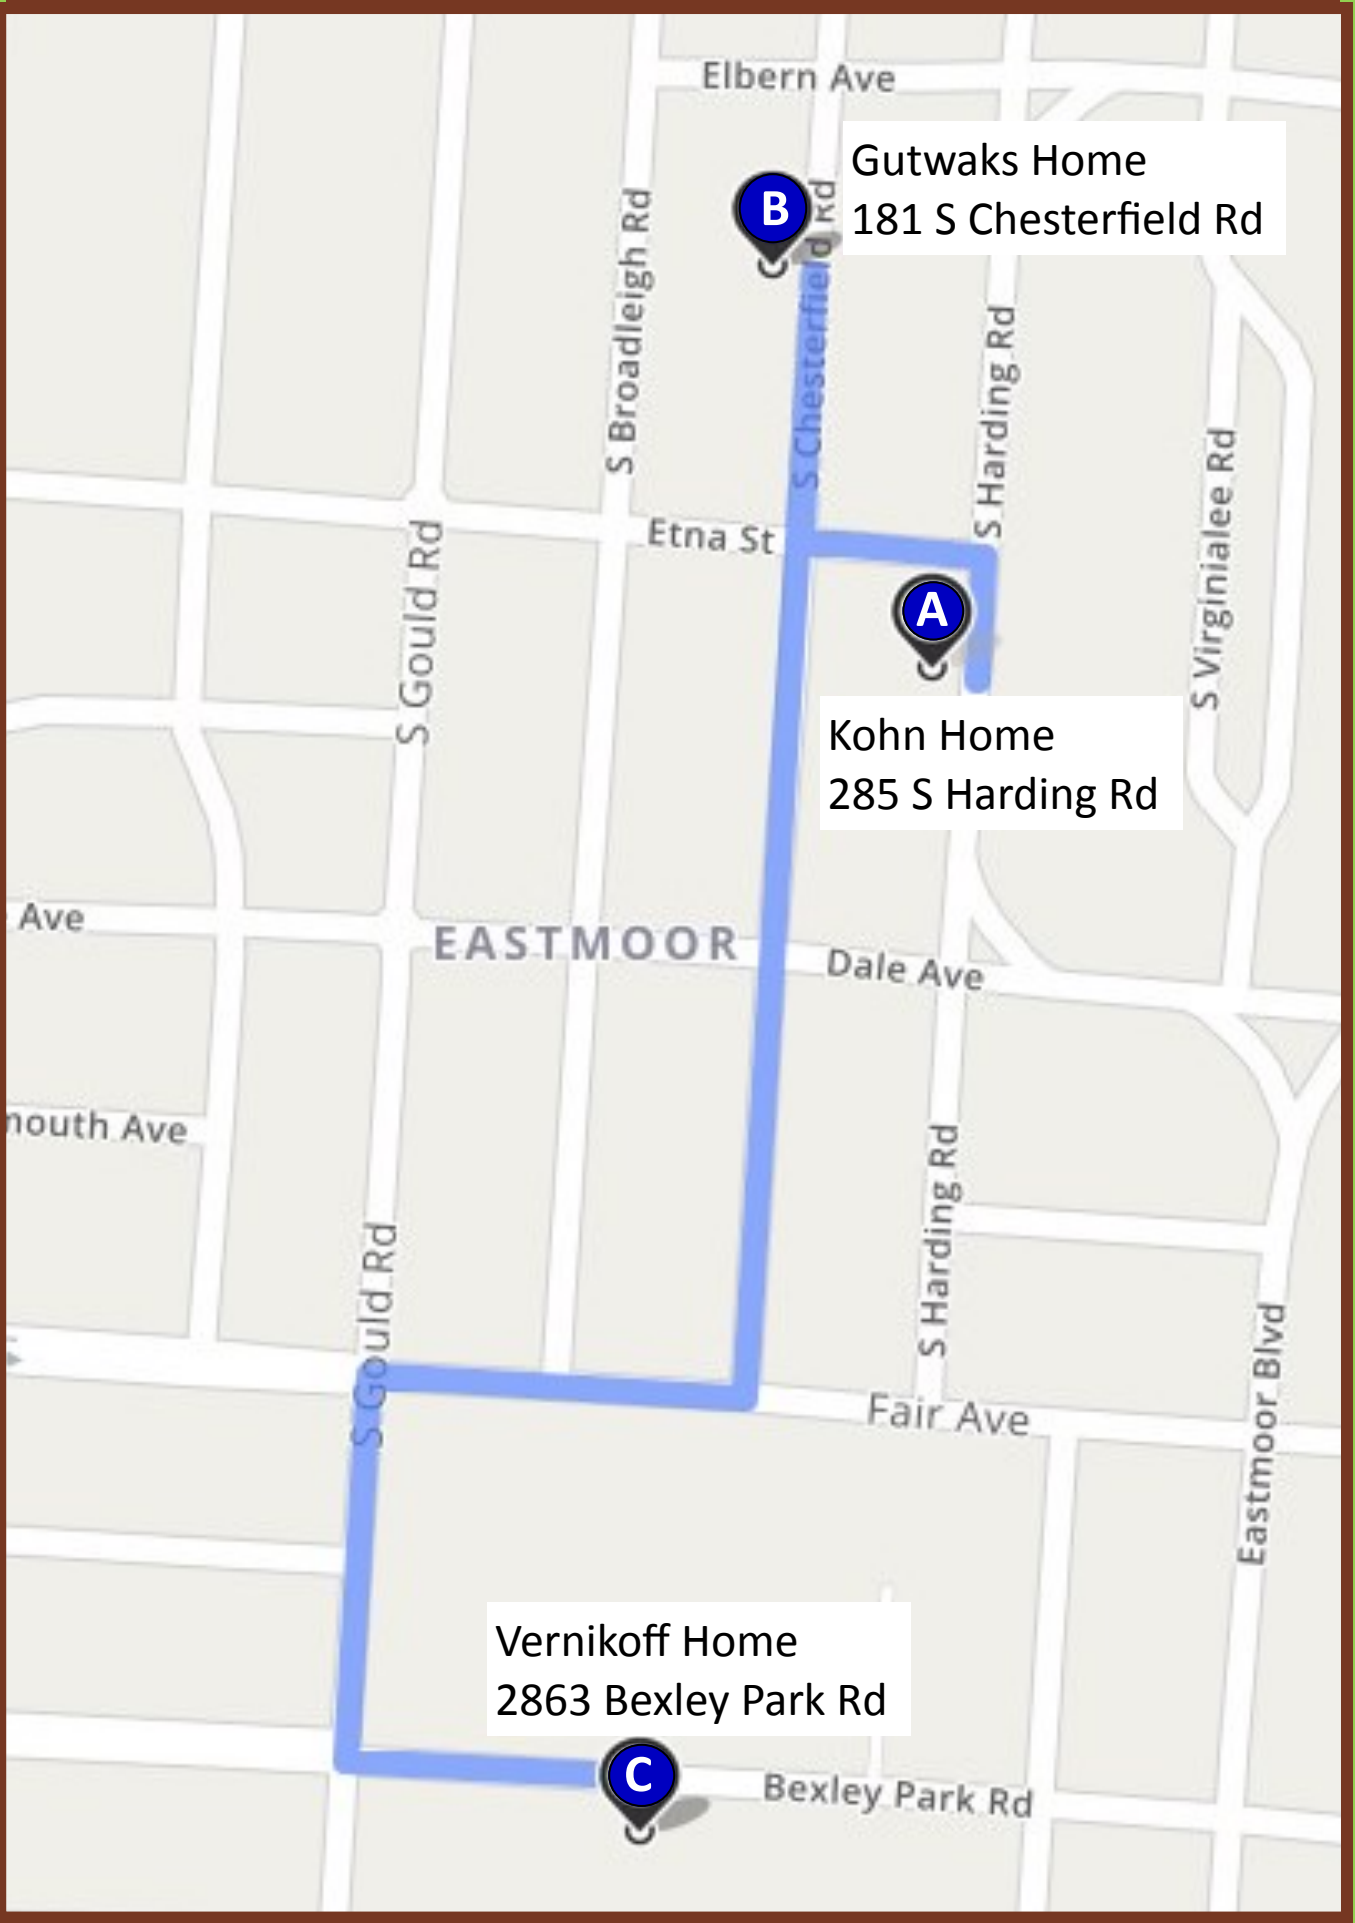 Elbern Ave
Gutwaks Home
181 S Chesterfield Rd
B
S Chesterfield Rd
S Broadleigh Rd
S Harding Rd
S Virginialee Rd
Etna St
S Gould Rd
A
Kohn Home
285 S Harding Rd
Ave
EASTMOOR
Dale Ave
mouth Ave
S Harding Rd
S Gould Rd
Fair Ave
Eastmoor Blvd
Vernikoff Home
2863 Bexley Park Rd
C
Bexley Park Rd